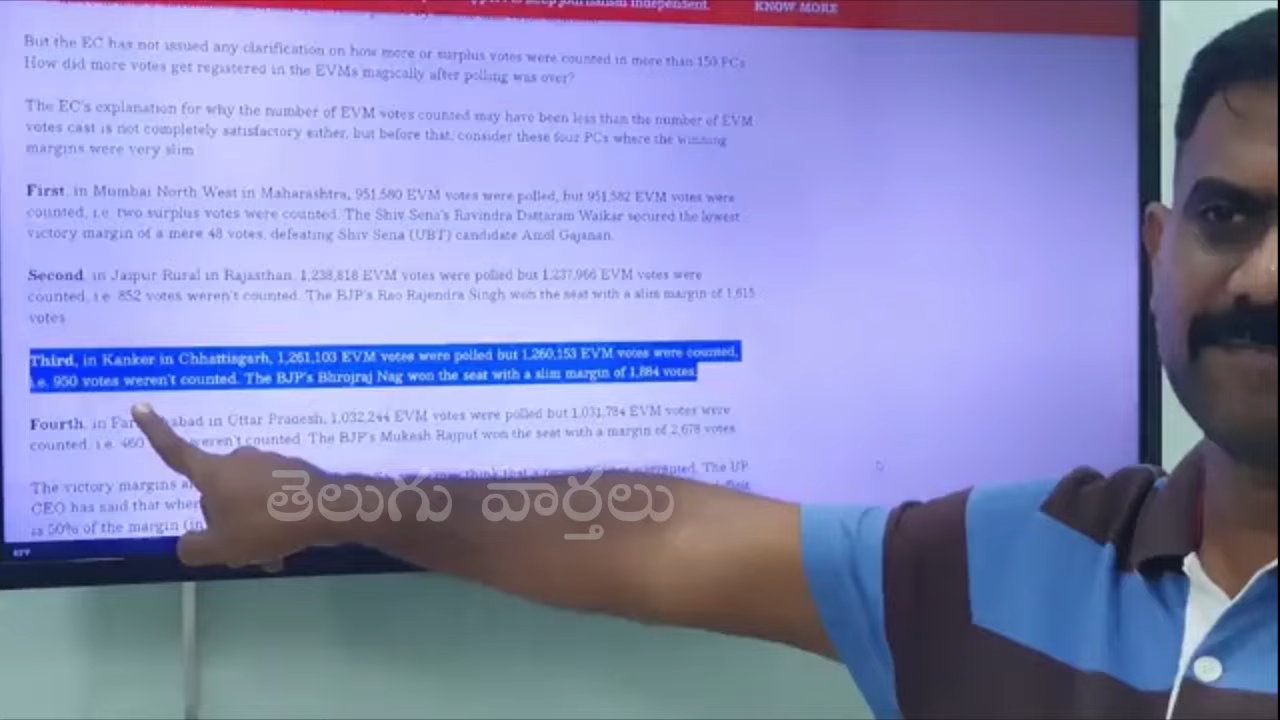 independent. KNOW MORE
But the EC has not issued any clarification on how more or surplus votes were counted in more than 150 PCs.
How did more votes get registered in the EVMs magically after polling was over?
The EC's explanation for why the number of EVM votes counted may have been less than the number of EVM
votes cast is not completely satisfactory either, but before that, consider these four PCs where the winning
margins were very slim
First, in Mumbai North West in Maharashtra, 951,580 EVM votes were polled, but 951,582 EVM votes were
counted, i.e. two surplus votes were counted. The Shiv Sena's Ravindra Dattaram Waikar secured the lowest
victory margin of a mere 48 votes, defeating Shiv Sena (UBT) candidate Amol Gajanan.
Second, in Jaipur Rural in Rajasthan, 1,238,818 EVM votes were polled but 1,237,966 EVM votes were
counted, i.e. 852 votes weren't counted. The BJP's Rao Rajendra Singh won the seat with a slim margin of 1,615
votes.
Third, in Kanker in Chhattisgarh, 1,261,103 EVM votes were polled but 1,260,153 EVM votes were counted,
i.e. 950 votes weren't counted. The BJP's Bhrojraj Nag won the seat with a slim margin of 1,884 votes.
Fourth, in abad in Uttar Pradesh, 1,032,244 EVM votes were polled but 1,031,784 EVM votes were
counted, i.e. 460 weren't counted. The BJP's Mukesh Rajput won the seat with a margin of 2,678 votes
The victory margins think that The UP
CEO has said that when
is 50% of the margin (in
తెలుగు వార్తలు